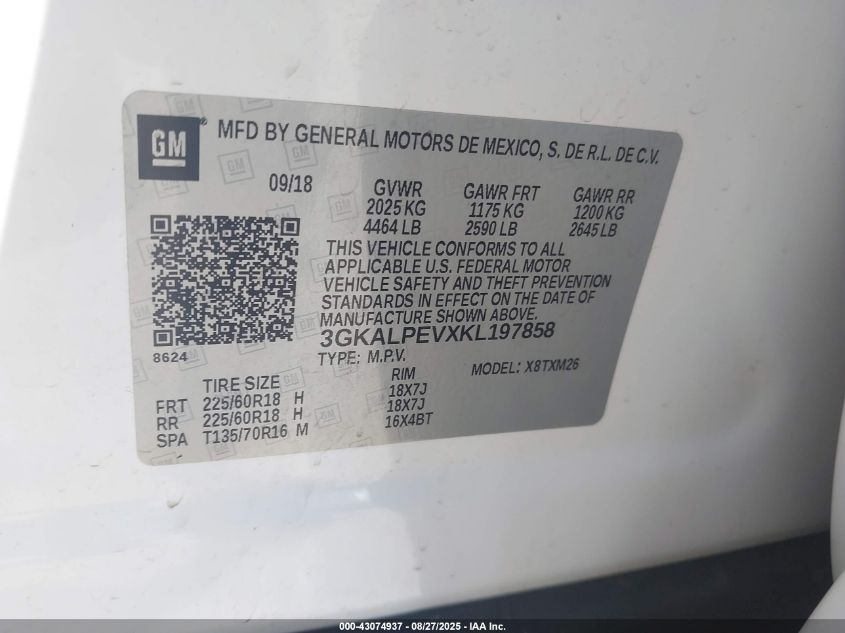 GM ® MFD BY GENERAL MOTORS DE MEXICO, S. DE R.L. DE C.V.
09/18 GVWR GAWR FRT GAWR RR
2025 KG 1175 KG 1200 KG
4464 LB 2590 LB 2645 LB
THIS VEHICLE CONFORMS TO ALL
APPLICABLE U.S. FEDERAL MOTOR
VEHICLE SAFETY AND THEFT PREVENTION
STANDARDS IN EFFECT ON THE DATE OF
MANUFACTURE SHOWN ABOVE.
3GKALPEVXKL197858
8624
TYPE: M.P.V. MODEL: X8TXM26
TIRE SIZE RIM
FRT 225/60R18 H 18X7J
RR 225/60R18 H 18X7J
SPA T135/70R16 M 16X4BT
000-43074937 - 08/27/2025 - IAA Inc.